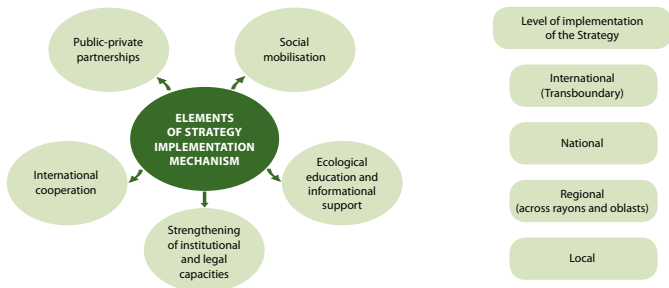 Public-private
partnerships
Social
mobilisation
ELEMENTS
OF STRATEGY
IMPLEMENTATION
MECHANISM
International
cooperation
Ecological
education and
informational
support
Strengthening
of institutional
and legal
capacities
Level of implementation
of the Strategy
International
(Transboundary)
National
Regional
(across rayons and oblasts)
Local